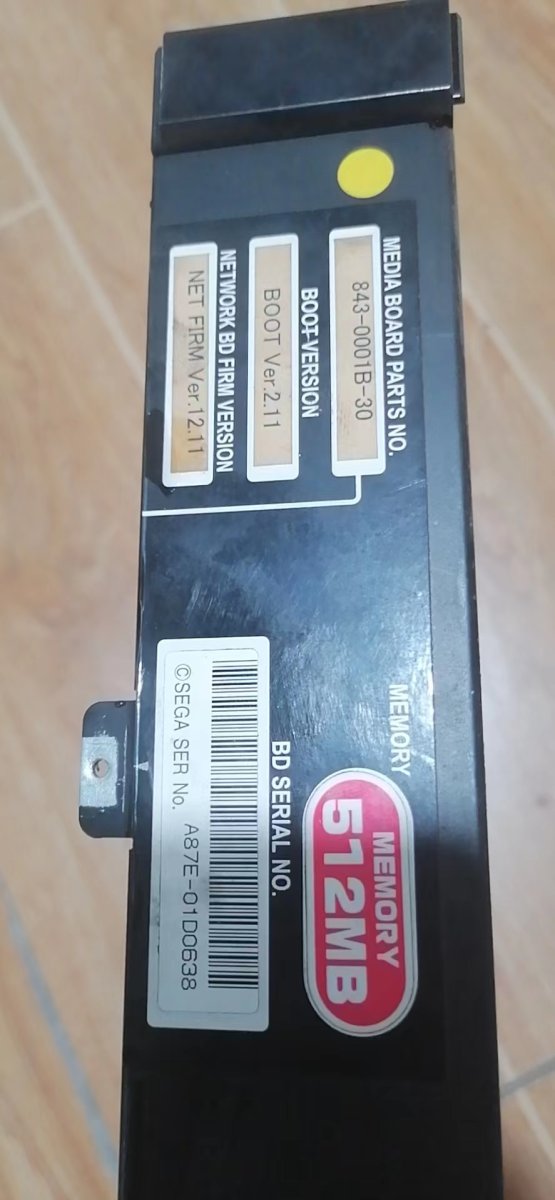 MEDIA BOARD PARTS NO.
843-0001B-30
BOOT VERSION
BOOT Ver.2.11
NETWORK BD FIRM VERSION
NET FIRM Ver.12.11
MEMORY
MEMORY
512MB
BD SERIAL NO.
©SEGA SER No. A87E-01D0638